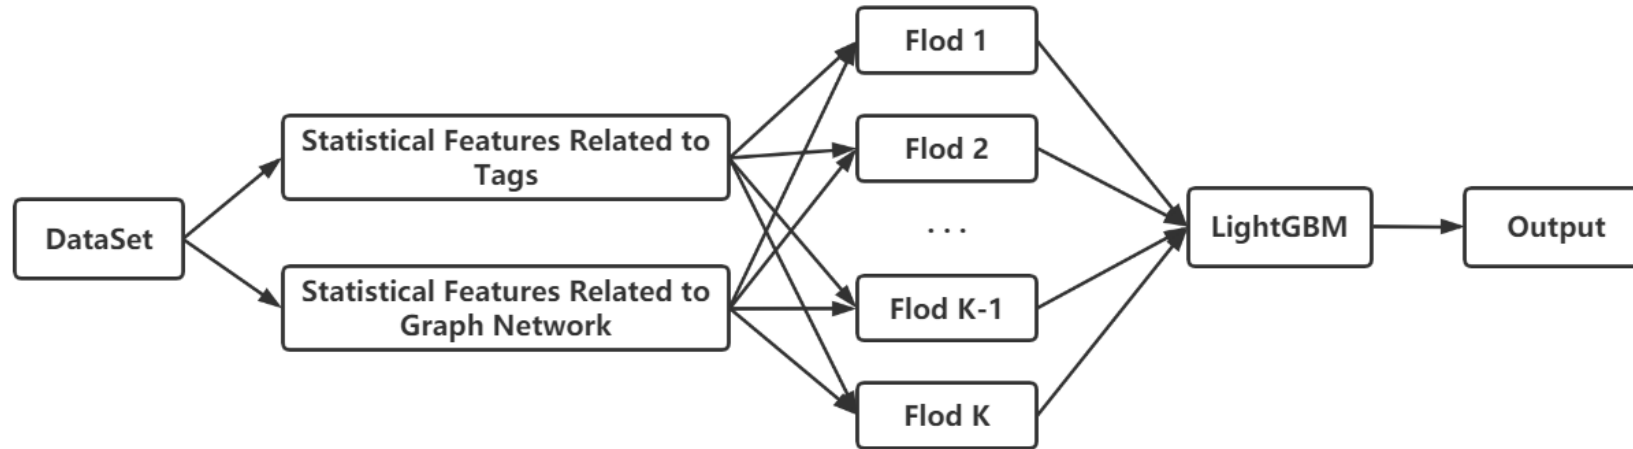 DataSet
Statistical Features Related to
Tags
Statistical Features Related to
Graph Network
Flod 1
Flod 2
...
Flod K-1
Flod K
LightGBM
Output